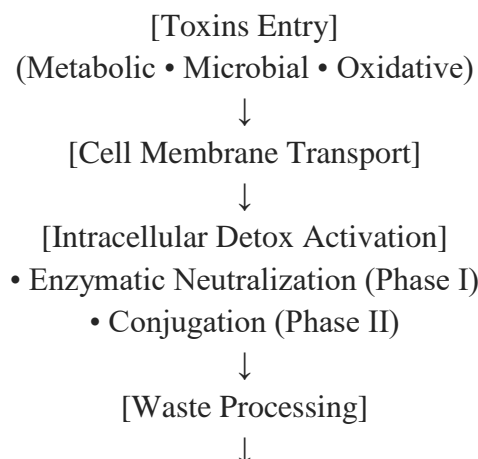 [Toxins Entry]
(Metabolic • Microbial • Oxidative)
↓
[Cell Membrane Transport]
↓
[Intracellular Detox Activation]
• Enzymatic Neutralization (Phase I)
• Conjugation (Phase II)
↓
[Waste Processing]
↓